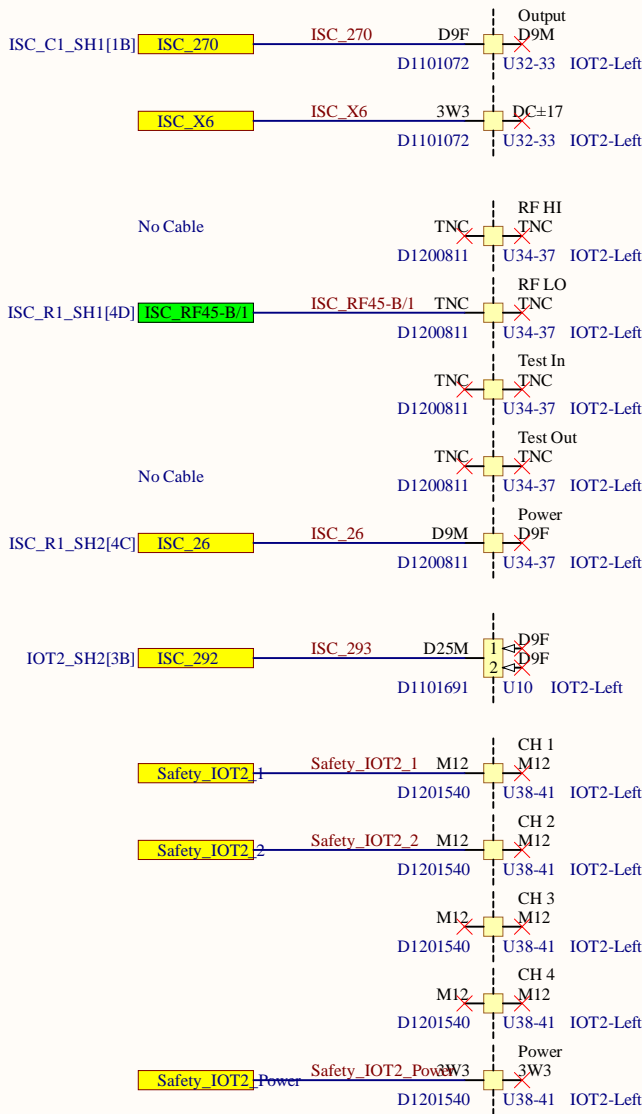 Output
ISC_C1_SH1[1B] ISC_270 ISC_270 D9F D9M
D1101072 U32-33 IOT2-Left
ISC_X6 ISC_X6 3W3 DC±17
D1101072 U32-33 IOT2-Left
RF HI
No Cable TNC TNC
D1200811 U34-37 IOT2-Left
RF LO
ISC_R1_SH1[4D] ISC_RF45-B/1 ISC_RF45-B/1 TNC TNC
D1200811 U34-37 IOT2-Left
Test In
TNC TNC
D1200811 U34-37 IOT2-Left
Test Out
No Cable TNC TNC
D1200811 U34-37 IOT2-Left
Power
ISC_R1_SH2[4C] ISC_26 ISC_26 D9M D9F
D1200811 U34-37 IOT2-Left
IOT2_SH2[3B] ISC_292 ISC_293 D25M 1 D9F
2 D9F
D1101691 U10 IOT2-Left
CH 1
Safety_IOT2_1 Safety_IOT2_1 M12 M12
D1201540 U38-41 IOT2-Left
CH 2
Safety_IOT2_2 Safety_IOT2_2 M12 M12
D1201540 U38-41 IOT2-Left
CH 3
M12 M12
D1201540 U38-41 IOT2-Left
CH 4
M12 M12
D1201540 U38-41 IOT2-Left
Power
Safety_IOT2_Power Safety_IOT2_Power 3W3 3W3
D1201540 U38-41 IOT2-Left